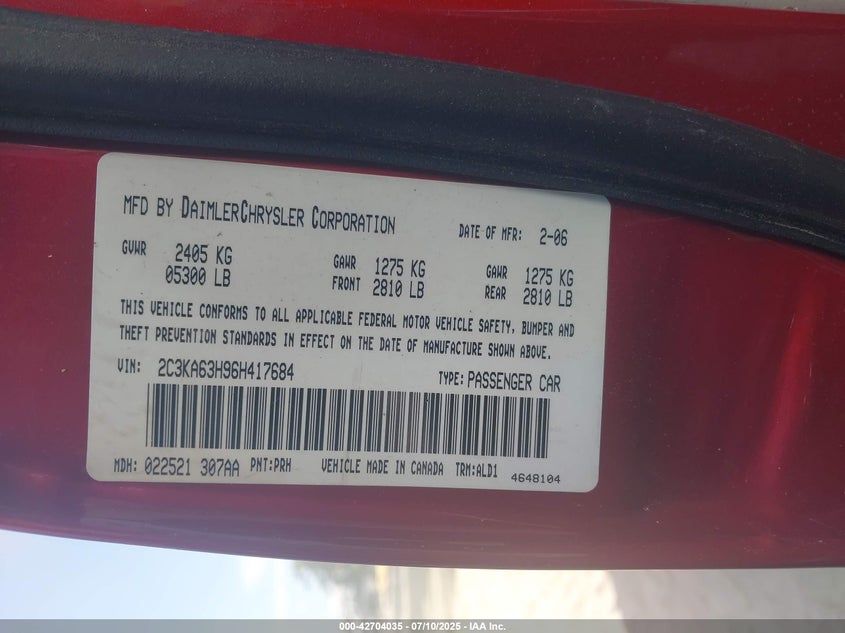 MFD BY DAIMLERCHRYSLER CORPORATION DATE OF MFR: 2-06
GVWR 2405 KG GAWR 1275 KG GAWR 1275 KG
05300 LB FRONT 2810 LB REAR 2810 LB
THIS VEHICLE CONFORMS TO ALL APPLICABLE FEDERAL MOTOR VEHICLE SAFETY, BUMPER AND
THEFT PREVENTION STANDARDS IN EFFECT ON THE DATE OF MANUFACTURE SHOWN ABOVE.
VIN: 2C3KA63H96H417684 TYPE: PASSENGER CAR
MDH: 022521 307AA PNT:PRH VEHICLE MADE IN CANADA TRM:ALD1 4648104
000-42704035 - 07/10/2025 - IAA Inc.